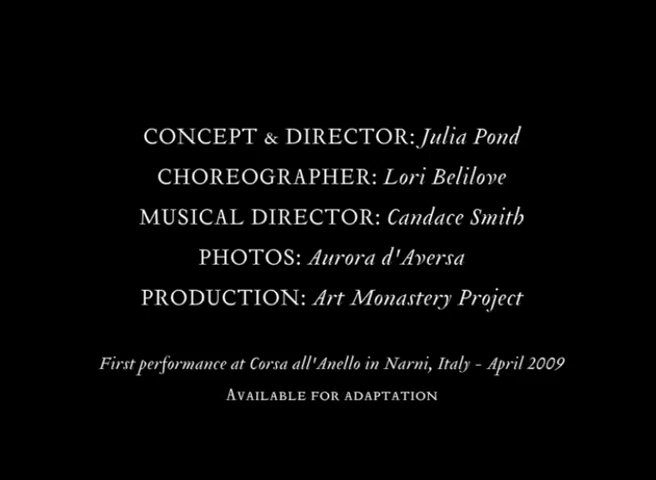 CONCEPT & DIRECTOR: Julia Pond
CHOREOGRAPHER: Lori Belilove
MUSICAL DIRECTOR: Candace Smith
PHOTOS: Aurora d'Aversa
PRODUCTION: Art Monastery Project
First performance at Corsa all'Anello in Narni, Italy - April 2009
AVAILABLE FOR ADAPTATION